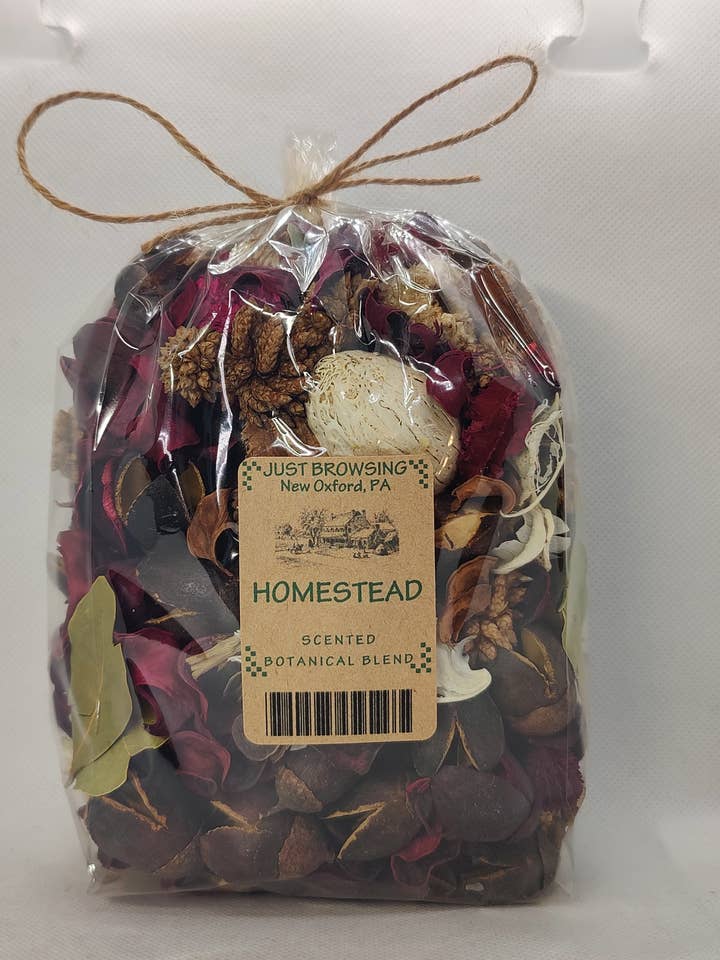 JUST BROWSING
New Oxford, PA
HOMESTEAD
SCENTED
BOTANICAL BLEND